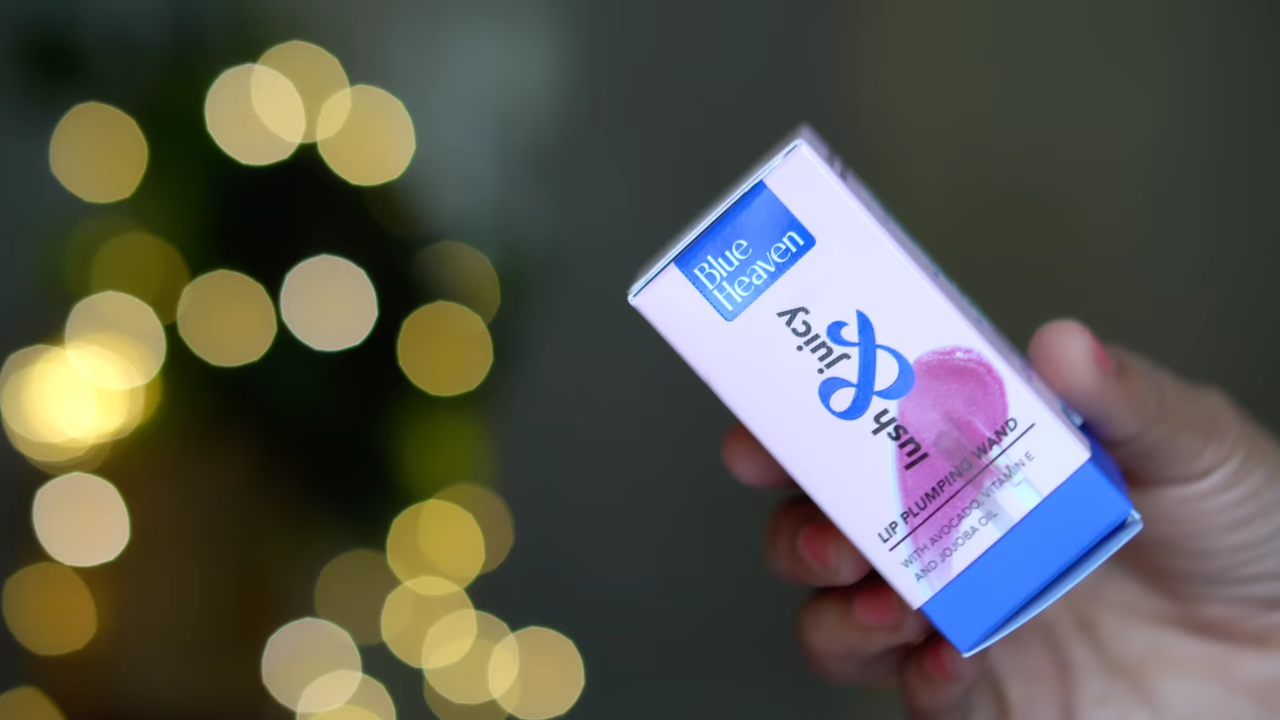 Blue
Heaven
lush & juicy
LIP PLUMPING WAND
WITH AVOCADO, VITAMIN E
AND JOJOBA OIL